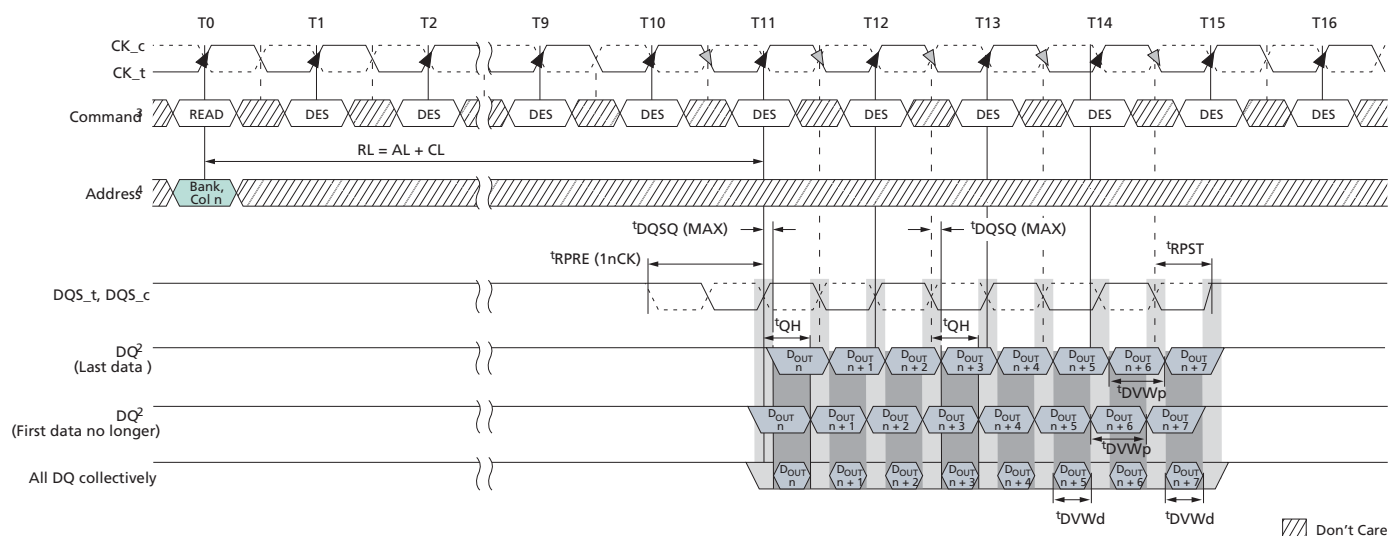 T0 T1 T2 T9 T10 T11 T12 T13 T14 T15 T16
CK_c
CK_t
Command3 READ DES DES DES DES DES DES DES DES DES DES
RL = AL + CL
Address4 Bank,
Col n
tDQSQ (MAX) tDQSQ (MAX)
tRPRE (1nCK) tRPST
DQS_t, DQS_c
tQH tQH
DQ2
(Last data )
DOUT n DOUT n + 1 DOUT n + 2 DOUT n + 3 DOUT n + 4 DOUT n + 5 DOUT n + 6 DOUT n + 7
tDVWp
DQ2
(First data no longer)
DOUT n DOUT n + 1 DOUT n + 2 DOUT n + 3 DOUT n + 4 DOUT n + 5 DOUT n + 6 DOUT n + 7
tDVWp
All DQ collectively
DOUT n DOUT n + 1 DOUT n + 2 DOUT n + 3 DOUT n + 4 DOUT n + 5 DOUT n + 6 DOUT n + 7
tDVWd tDVWd
Don't Care